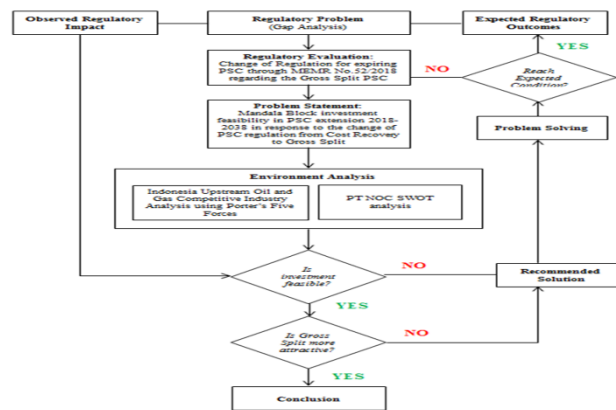 Observed Regulatory
Impact
Regulatory Problem
(Gap Analysis)
Expected Regulatory
Outcomes
YES
Regulatory Evaluation:
Change of Regulation for expiring
PSC through MEMR No.52/2018
regarding the Gross Split PSC
NO
Reach
Expected
Condition?
Problem Statement:
Mandala Block investment
feasibility in PSC extension 2018-
2038 in response to the change of
PSC regulation from Cost Recovery
to Gross Split
Problem Solving
Environment Analysis
Indonesia Upstream Oil and
Gas Competitive Industry
Analysis using Porter's Five
Forces
PT NOC SWOT
analysis
Is
investment
feasible?
NO
Recommended
Solution
YES
Is Gross
Split more
attractive?
NO
YES
Conclusion